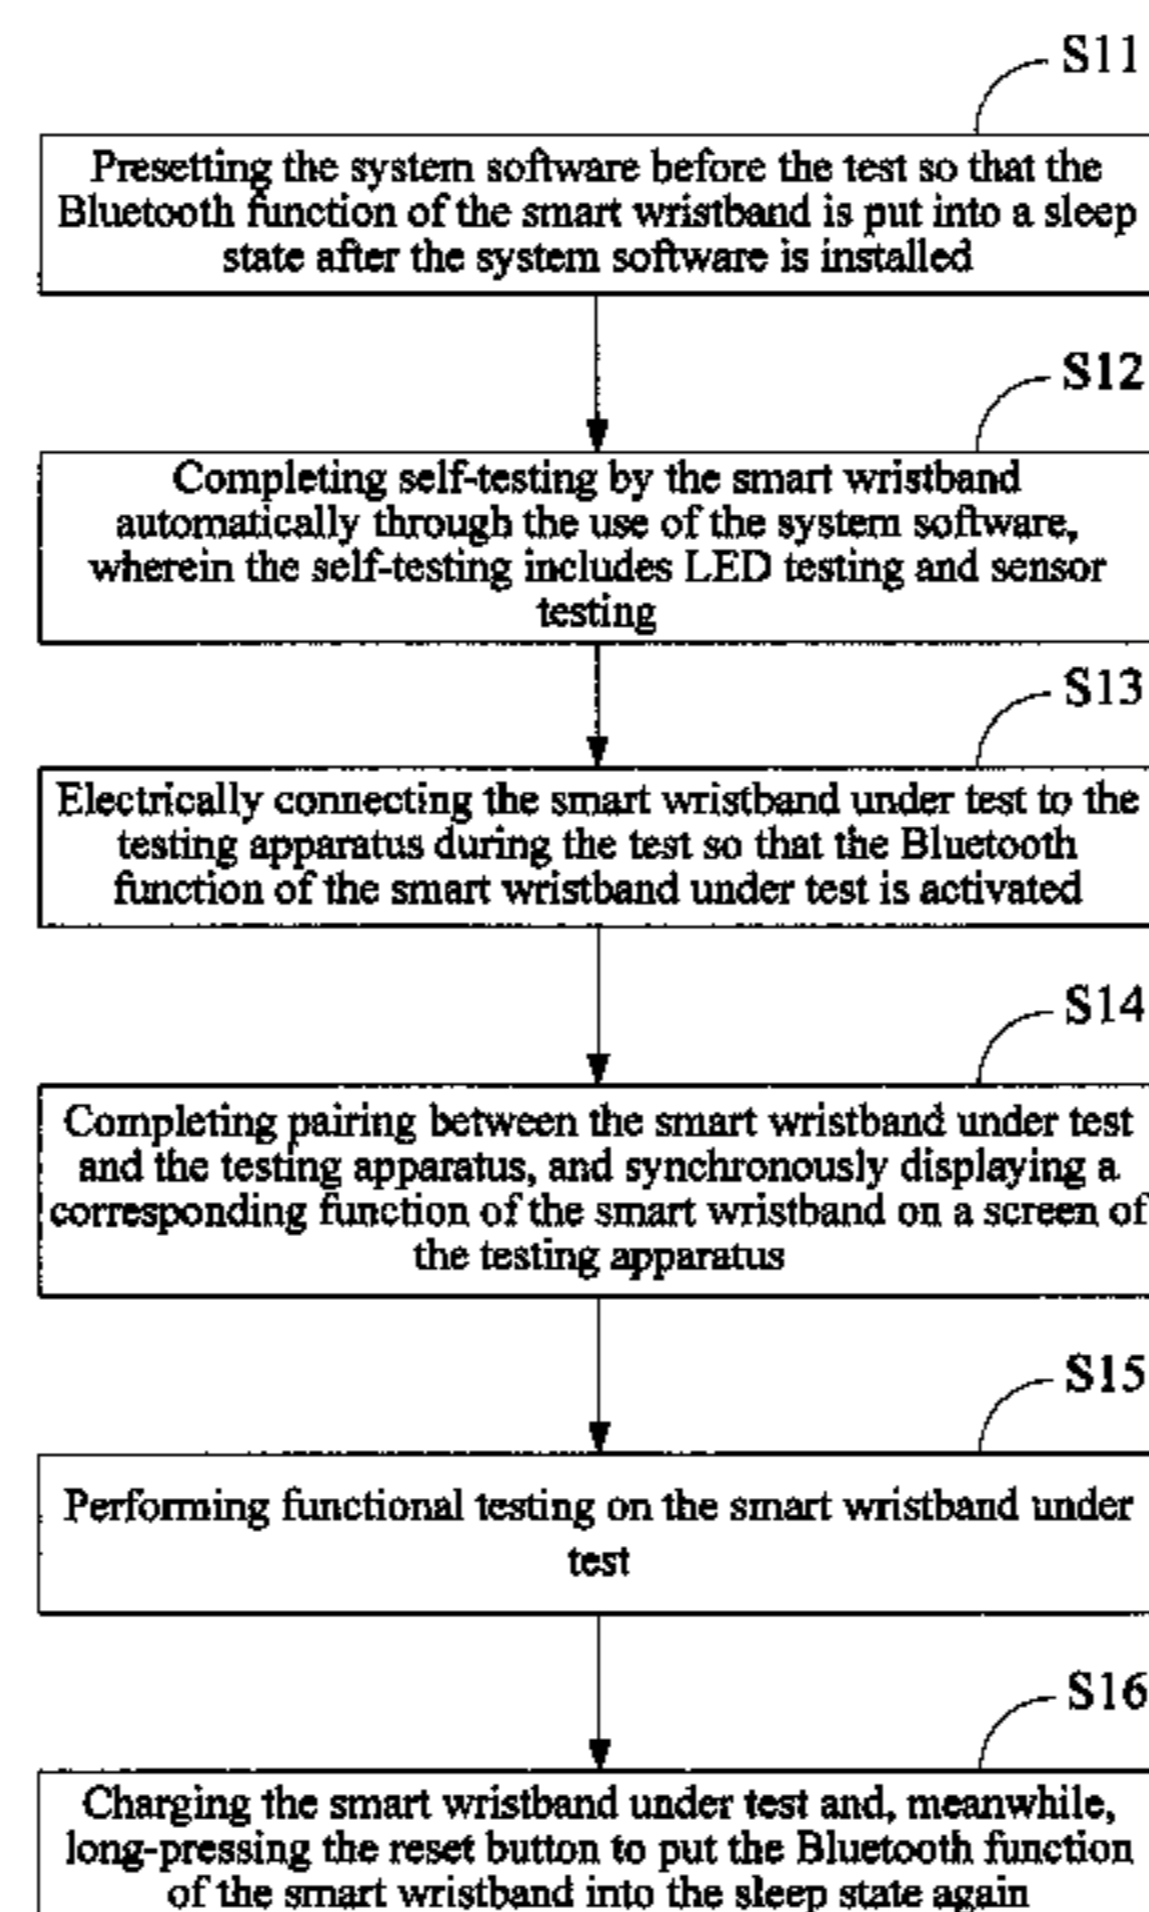 S11
Presetting the system software before the test so that the
Bluetooth function of the smart wristband is put into a sleep
state after the system software is installed
S12
Completing self-testing by the smart wristband
automatically through the use of the system software,
wherein the self-testing includes LED testing and sensor
testing
S13
Electrically connecting the smart wristband under test to the
testing apparatus during the test so that the Bluetooth
function of the smart wristband under test is activated
S14
Completing pairing between the smart wristband under test
and the testing apparatus, and synchronously displaying a
corresponding function of the smart wristband on a screen of
the testing apparatus
S15
Performing functional testing on the smart wristband under
test
S16
Charging the smart wristband under test and, meanwhile,
long-pressing the reset button to put the Bluetooth function
of the smart wristband into the sleep state again